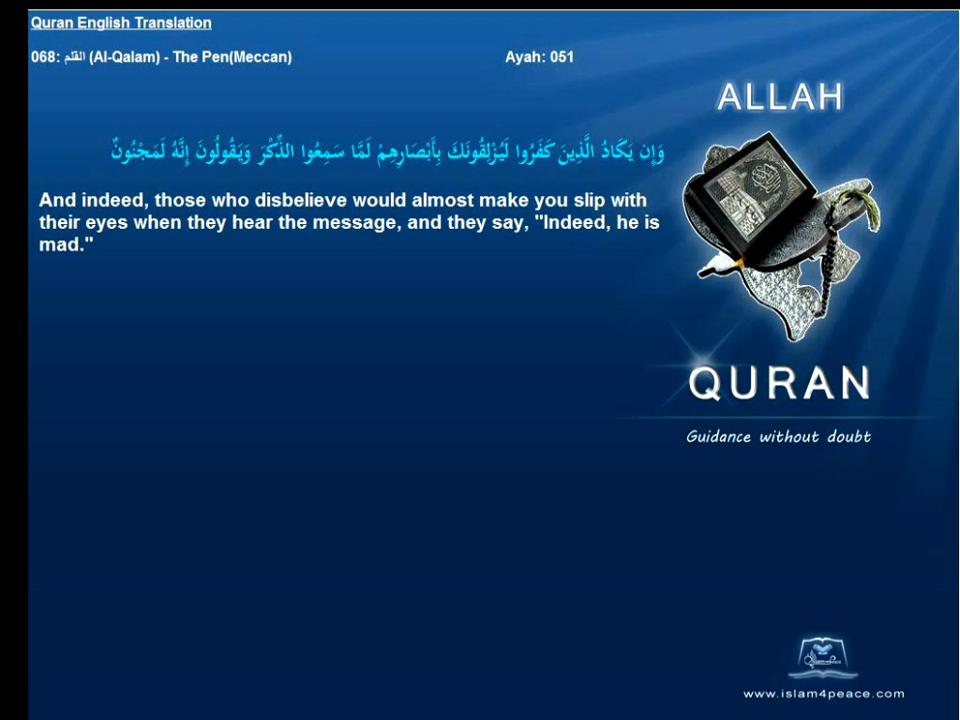 Quran English Translation
068: القلم (Al-Qalam) - The Pen(Meccan) Ayah: 051
ALLAH
وَإِن يَكَادُ الَّذِينَ كَفَرُوا لَيُزْلِقُونَكَ بِأَبْصَارِهِمْ لَمَّا سَمِعُوا الذِّكْرَ وَيَقُولُونَ إِنَّهُ لَمَجْنُونٌ
And indeed, those who disbelieve would almost make you slip with
their eyes when they hear the message, and they say, "Indeed, he is
mad."
QURAN
Guidance without doubt
www.islam4peace.com